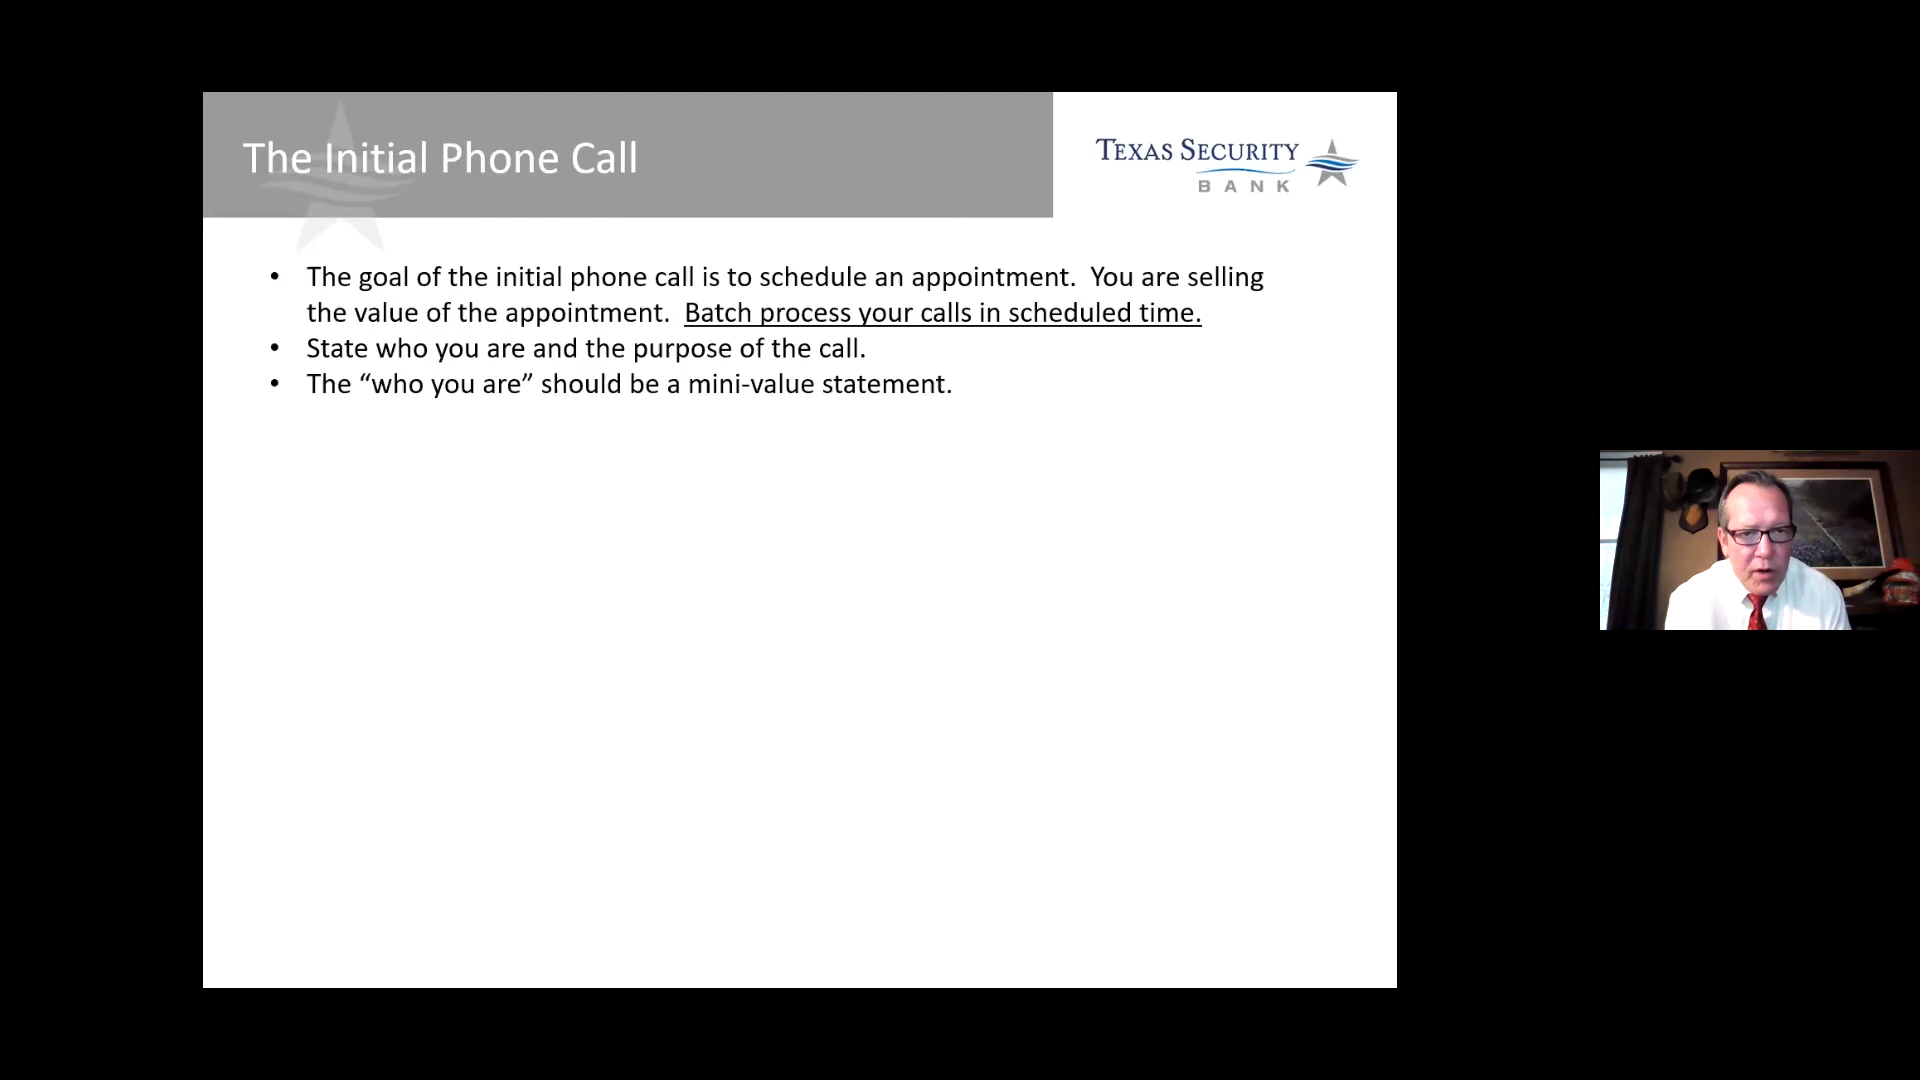 The Initial Phone Call
TEXAS SECURITY
BANK
• The goal of the initial phone call is to schedule an appointment.  You are selling
the value of the appointment.  Batch process your calls in scheduled time.
• State who you are and the purpose of the call.
• The “who you are” should be a mini-value statement.